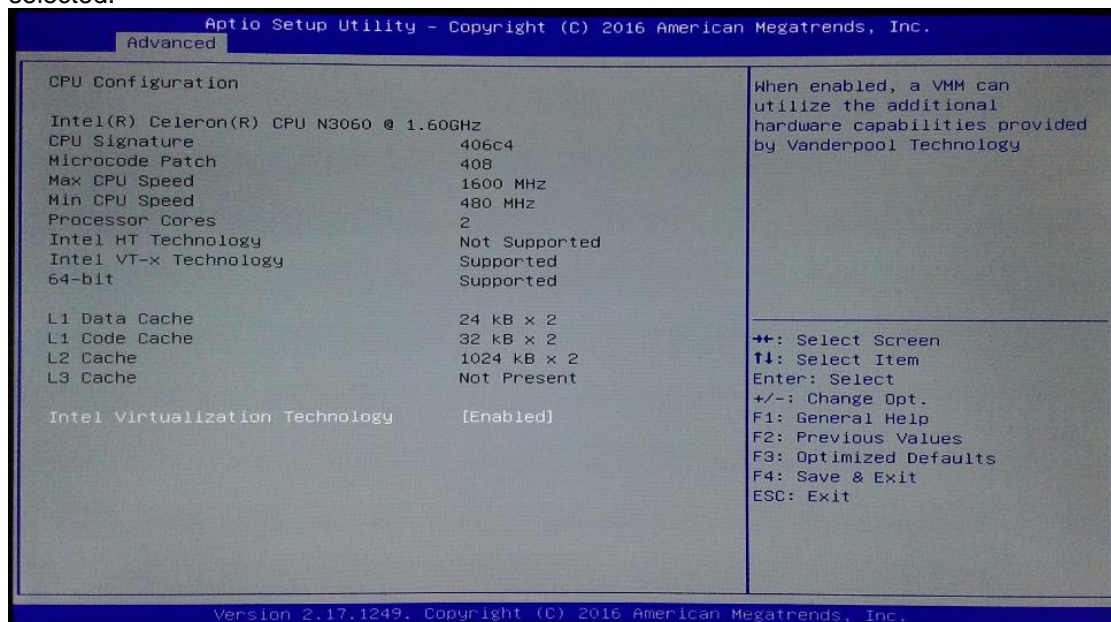 selected.
Aptio Setup Utility – Copyright (C) 2016 American Megatrends, Inc.
Advanced
CPU Configuration
Intel(R) Celeron(R) CPU N3060 @ 1.60GHz
CPU Signature 406c4
Microcode Patch 408
Max CPU Speed 1600 MHz
Min CPU Speed 480 MHz
Processor Cores 2
Intel HT Technology Not Supported
Intel VT-x Technology Supported
64-bit Supported
L1 Data Cache 24 kB x 2
L1 Code Cache 32 kB x 2
L2 Cache 1024 kB x 2
L3 Cache Not Present
Intel Virtualization Technology [Enabled]
When enabled, a VMM can
utilize the additional
hardware capabilities provided
by Vanderpool Technology
→←: Select Screen
↑↓: Select Item
Enter: Select
+/-: Change Opt.
F1: General Help
F2: Previous Values
F3: Optimized Defaults
F4: Save & Exit
ESC: Exit
Version 2.17.1249. Copyright (C) 2016 American Megatrends, Inc.